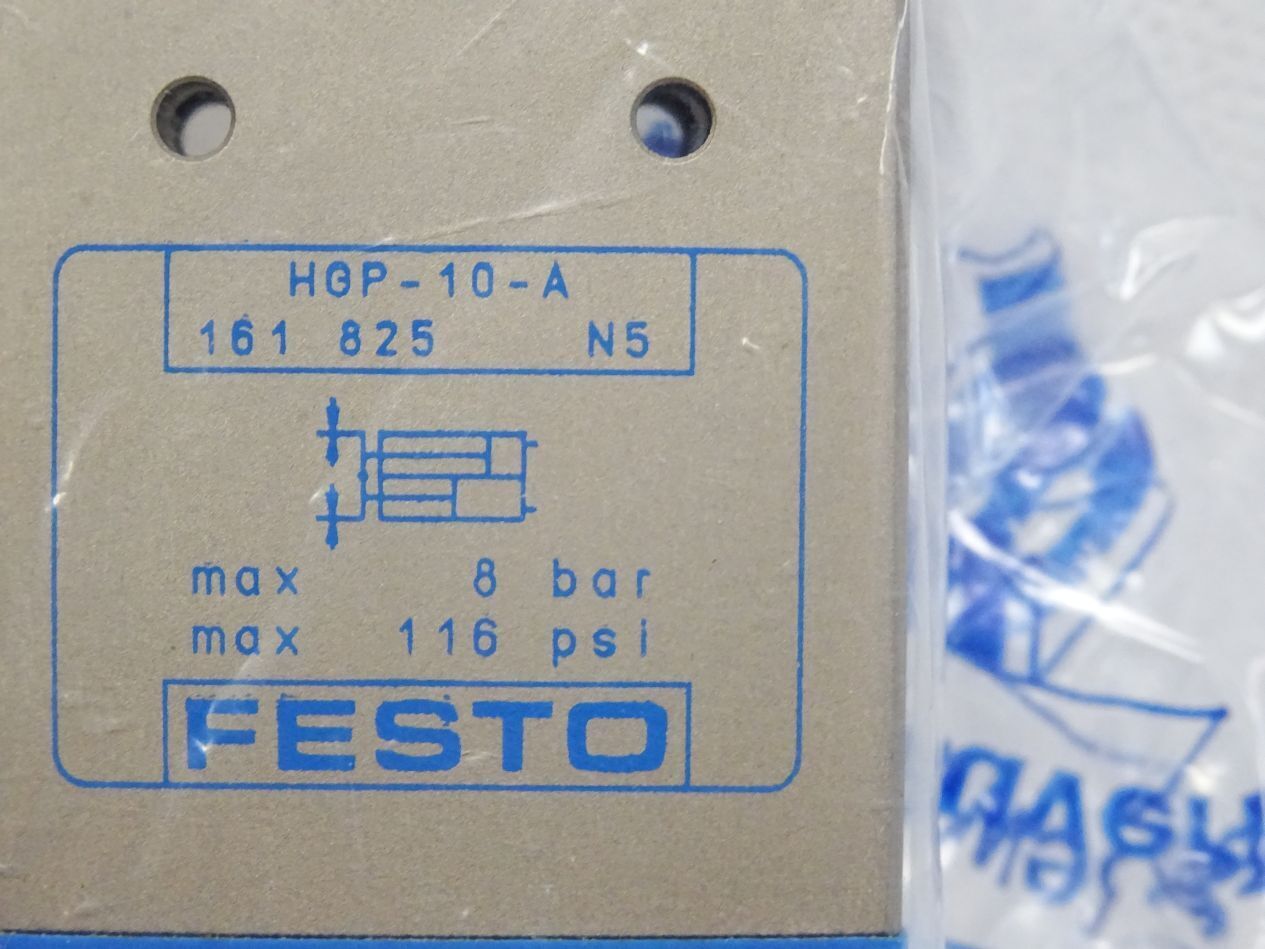 HGP-10-A
161 825 N5
max 8 bar
max 116 psi
FESTO